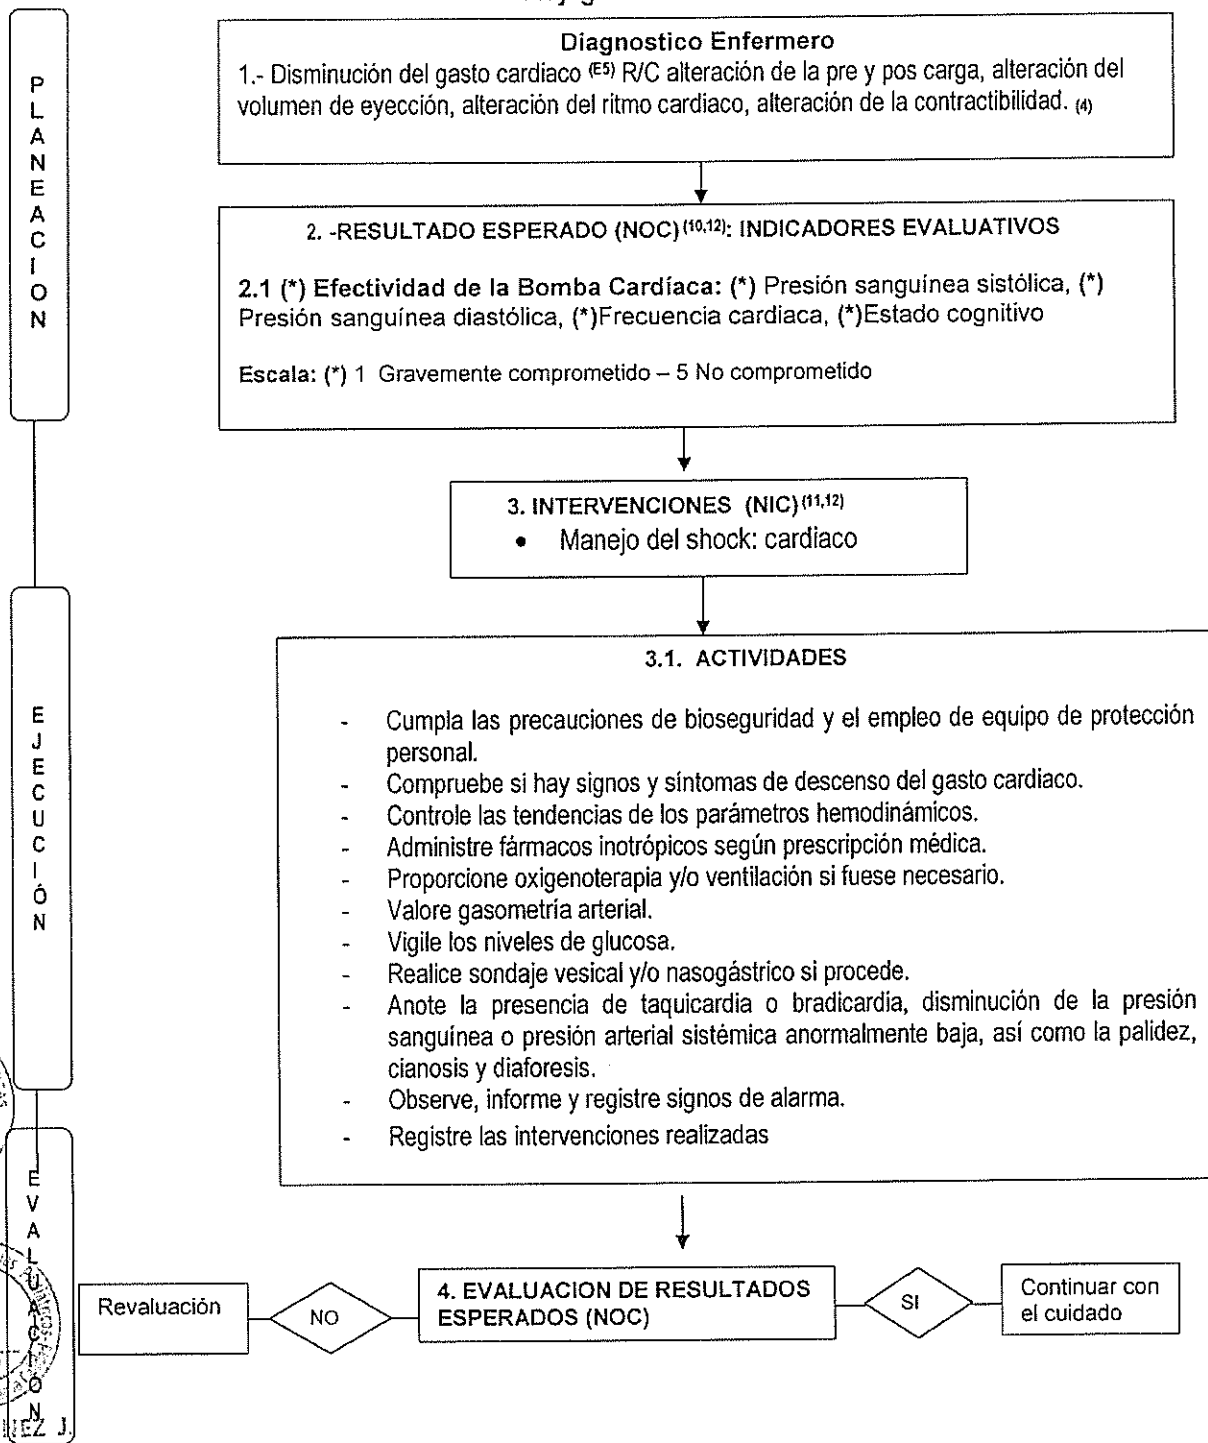 PLANEACION
Diagnostico Enfermero
1.- Disminución del gasto cardiaco (E5) R/C alteración de la pre y pos carga, alteración del
volumen de eyección, alteración del ritmo cardiaco, alteración de la contractibilidad. (4)
2. -RESULTADO ESPERADO (NOC)(10,12): INDICADORES EVALUATIVOS
2.1 (*) Efectividad de la Bomba Cardíaca: (*) Presión sanguínea sistólica, (*)
Presión sanguínea diastólica, (*)Frecuencia cardiaca, (*)Estado cognitivo
Escala: (*) 1 Gravemente comprometido – 5 No comprometido
3. INTERVENCIONES (NIC)(11,12)
• Manejo del shock: cardiaco
EJECUCIÓN
3.1. ACTIVIDADES
- Cumpla las precauciones de bioseguridad y el empleo de equipo de protección
personal.
- Compruebe si hay signos y síntomas de descenso del gasto cardiaco.
- Controle las tendencias de los parámetros hemodinámicos.
- Administre fármacos inotrópicos según prescripción médica.
- Proporcione oxigenoterapia y/o ventilación si fuese necesario.
- Valore gasometría arterial.
- Vigile los niveles de glucosa.
- Realice sondaje vesical y/o nasogástrico si procede.
- Anote la presencia de taquicardia o bradicardia, disminución de la presión
sanguínea o presión arterial sistémica anormalmente baja, así como la palidez,
cianosis y diaforesis.
- Observe, informe y registre signos de alarma.
- Registre las intervenciones realizadas
EVALUACIÓN
Revaluación
NO
4. EVALUACION DE RESULTADOS
ESPERADOS (NOC)
SI
Continuar con
el cuidado